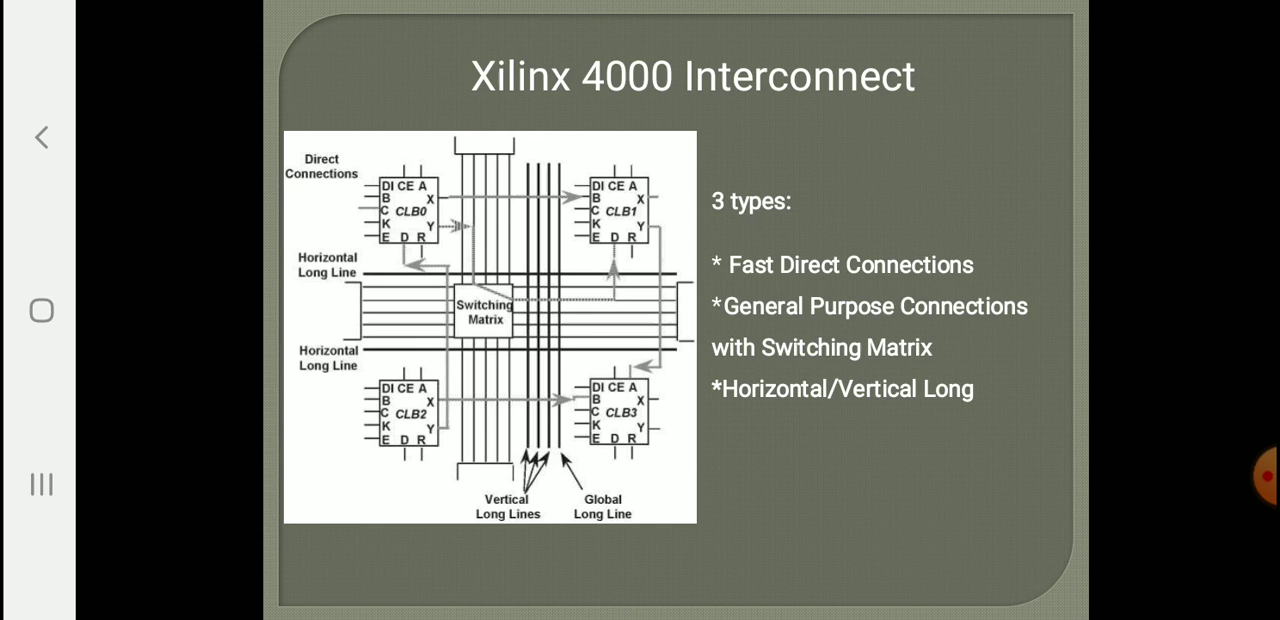 Xilinx 4000 Interconnect
Direct
Connections
DI CE A
B X
C CLB0
K Y
E D R
DI CE A
B X
C CLB1
K Y
E D R
Horizontal
Long Line
Switching
Matrix
Horizontal
Long Line
DI CE A
B X
C CLB2
K Y
E D R
DI CE A
B X
C CLB3
K Y
E D R
Vertical
Long Lines
Global
Long Line
3 types:
* Fast Direct Connections
*General Purpose Connections
with Switching Matrix
*Horizontal/Vertical Long